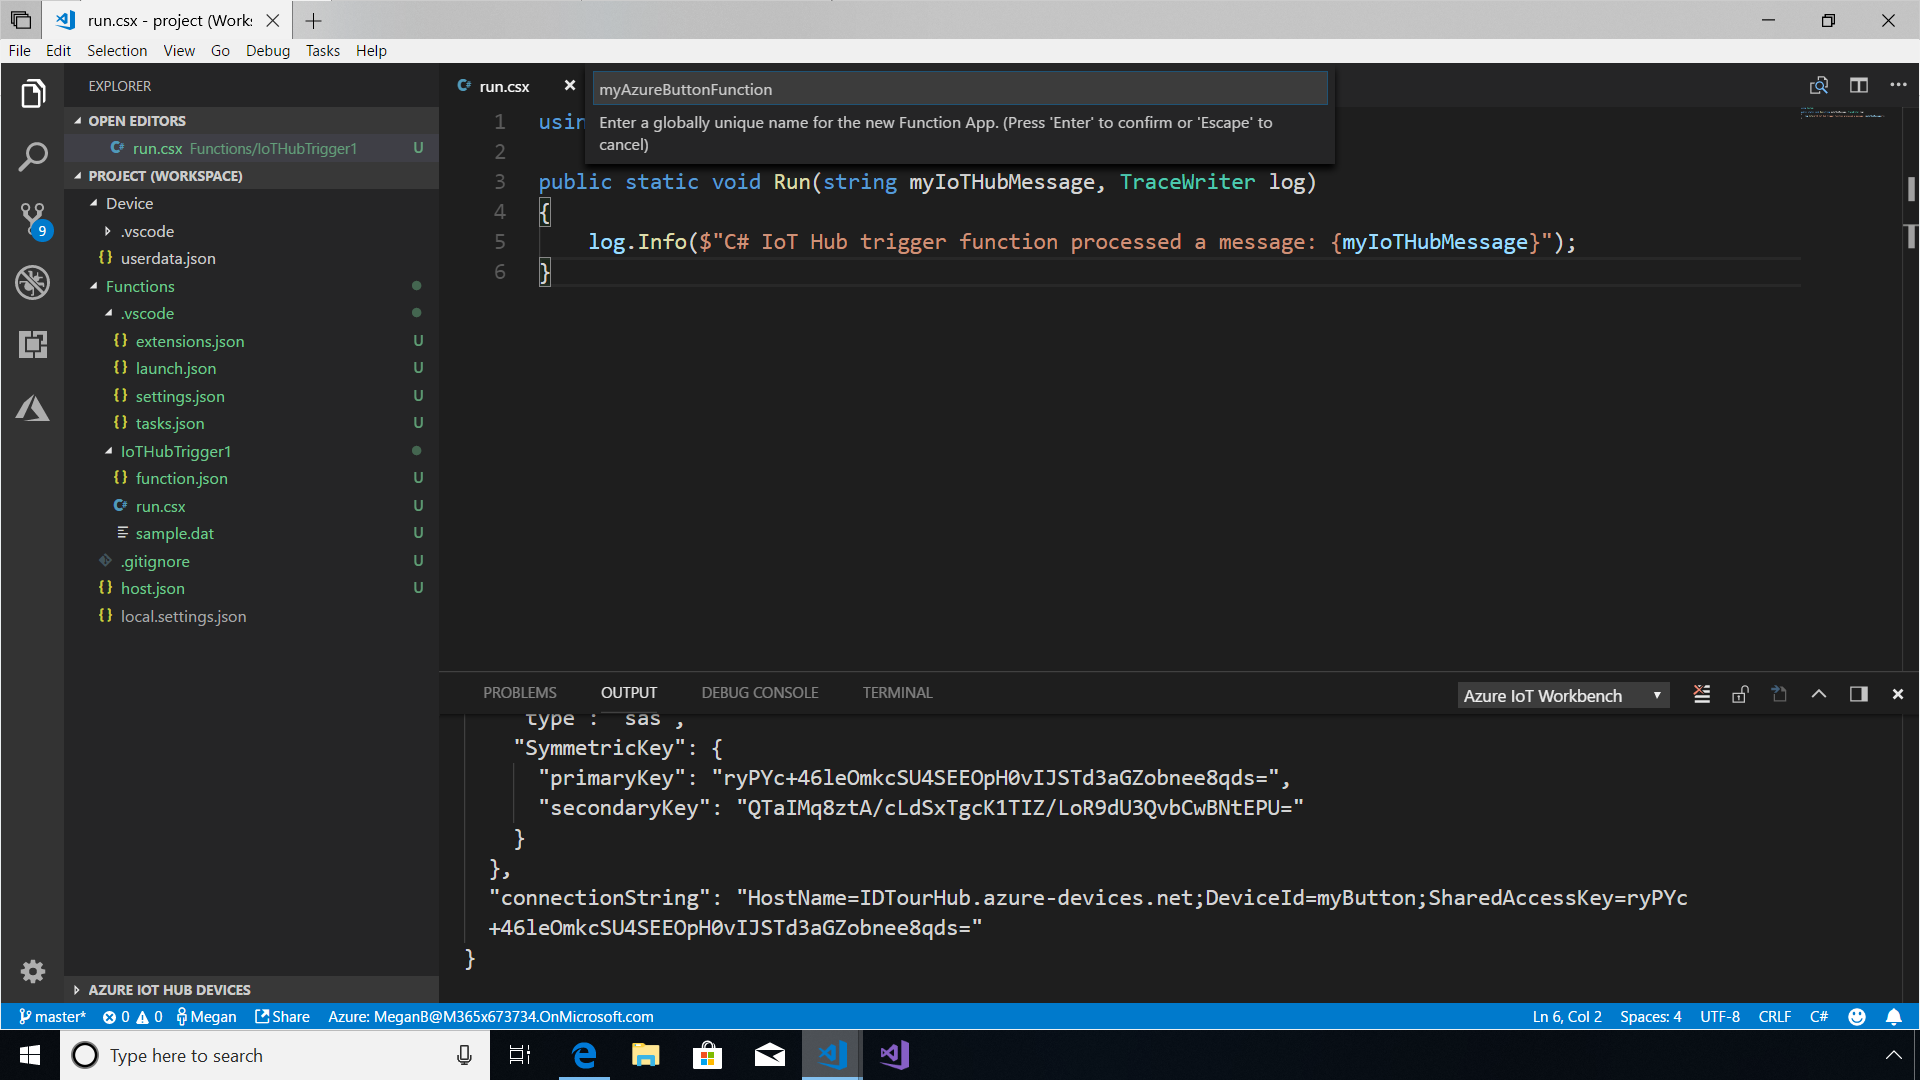 run.csx - project (Works
File Edit Selection View Go Debug Tasks Help
EXPLORER
OPEN EDITORS
run.csx Functions/IoTHubTrigger1 U
PROJECT (WORKSPACE)
Device
.vscode
{} userdata.json
Functions
.vscode
{} extensions.json U
{} launch.json U
{} settings.json U
{} tasks.json U
IoTHubTrigger1
{} function.json U
C# run.csx U
sample.dat U
.gitignore U
{} host.json U
{} local.settings.json
AZURE IOT HUB DEVICES
9
C# run.csx
myAzureButtonFunction
Enter a globally unique name for the new Function App. (Press 'Enter' to confirm or 'Escape' to
cancel)
1 usin
2
3 public static void Run(string myIoTHubMessage, TraceWriter log)
4 {
5 log.Info($"C# IoT Hub trigger function processed a message: {myIoTHubMessage}");
6 }
PROBLEMS OUTPUT DEBUG CONSOLE TERMINAL
Azure IoT Workbench
type : sas ,
"SymmetricKey": {
"primaryKey": "ryPYc+46leOmkcSU4SEEOpH0vIJSTd3aGZobnee8qds=",
"secondaryKey": "QTaIMq8ztA/cLdSxTgcK1TIZ/LoR9dU3QvbCwBNtEPU="
}
},
"connectionString": "HostName=IDTourHub.azure-devices.net;DeviceId=myButton;SharedAccessKey=ryPYc
+46leOmkcSU4SEEOpH0vIJSTd3aGZobnee8qds="
}
master* 0 0 Megan Share Azure: MeganB@M365x673734.OnMicrosoft.com Ln 6, Col 2 Spaces: 4 UTF-8 CRLF C#
Type here to search